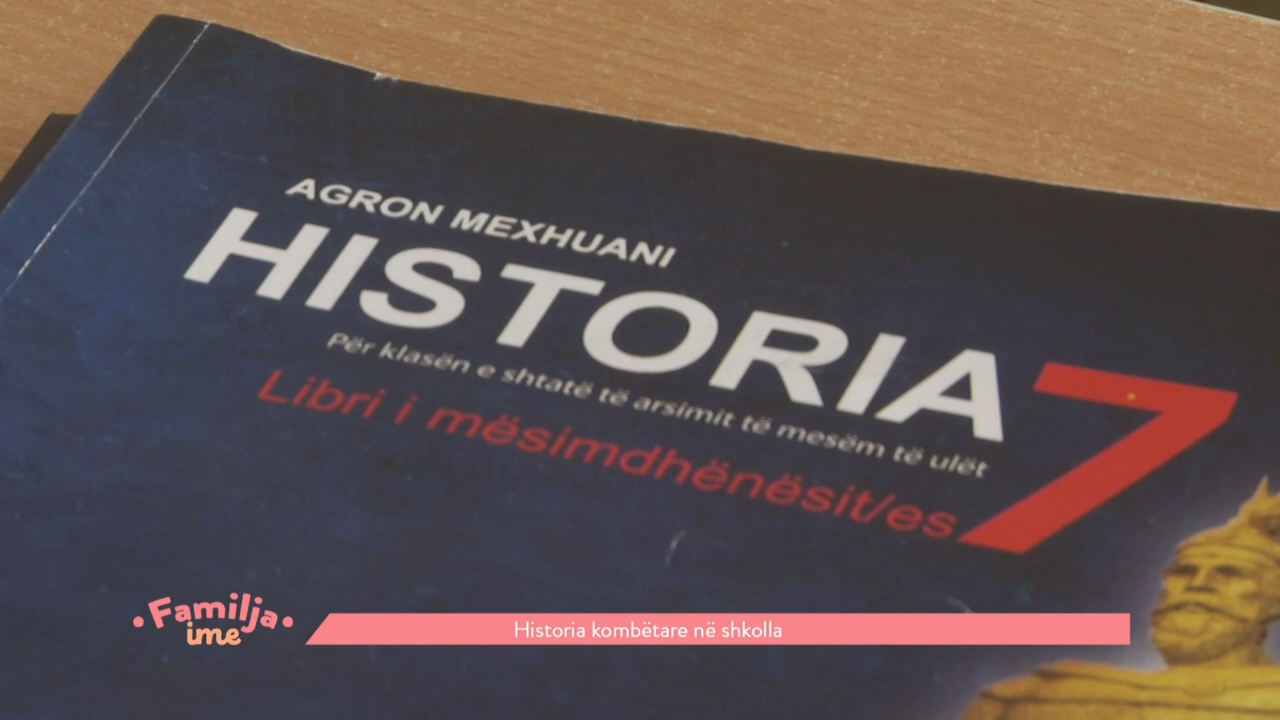 AGRON MEXHUANI
HISTORIA 7
Për klasën e shtatë të arsimit të mesëm të ulët
Libri i mësimdhënësit/es
Familja
ime
Historia kombëtare në shkolla